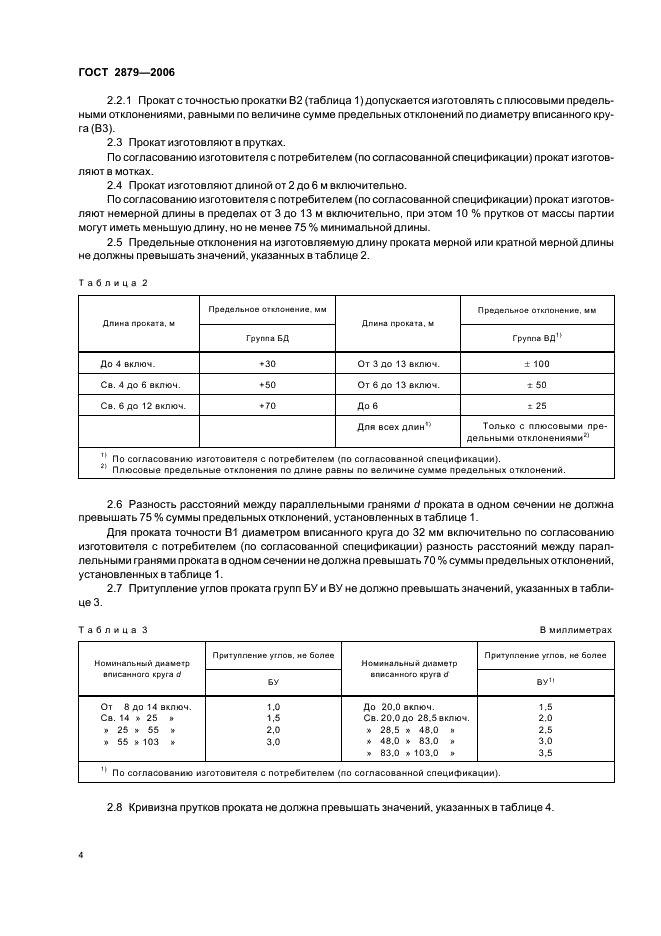 ГОСТ 2879—2006
2.2.1 Прокат с точностью прокатки В2 (таблица 1) допускается изготовлять с плюсовыми предель-
ными отклонениями, равными по величине сумме предельных отклонений по диаметру вписанного кру-
га (В3).
2.3 Прокат изготовляют в прутках.
По согласованию изготовителя с потребителем (по согласованной спецификации) прокат изготов-
ляют в мотках.
2.4 Прокат изготовляют длиной от 2 до 6 м включительно.
По согласованию изготовителя с потребителем (по согласованной спецификации) прокат изготов-
ляют немерной длины в пределах от 3 до 13 м включительно, при этом 10 % прутков от массы партии
могут иметь меньшую длину, но не менее 75 % минимальной длины.
2.5 Предельные отклонения на изготовляемую длину проката мерной или кратной мерной длины
не должны превышать значений, указанных в таблице 2.
Таблица 2
Длина проката, м Предельное отклонение, мм Длина проката, м Предельное отклонение, мм
Группа БД Группа ВД1)
До 4 включ. +30 От 3 до 13 включ. ± 100
Св. 4 до 6 включ. +50 От 6 до 13 включ. ± 50
Св. 6 до 12 включ. +70 До 6 ± 25
Для всех длин1) Только с плюсовыми пре-
дельными отклонениями2)
1) По согласованию изготовителя с потребителем (по согласованной спецификации).
2) Плюсовые предельные отклонения по длине равны по величине сумме предельных отклонений.
2.6 Разность расстояний между параллельными гранями d проката в одном сечении не должна
превышать 75 % суммы предельных отклонений, установленных в таблице 1.
Для проката точности В1 диаметром вписанного круга до 32 мм включительно по согласованию
изготовителя с потребителем (по согласованной спецификации) разность расстояний между парал-
лельными гранями проката в одном сечении не должна превышать 70 % суммы предельных отклонений,
установленных в таблице 1.
2.7 Притупление углов проката групп БУ и ВУ не должно превышать значений, указанных в табли-
це 3.
Таблица 3 В миллиметрах
Номинальный диаметр Притупление углов, не более Номинальный диаметр Притупление углов, не более
вписанного круга d БУ вписанного круга d ВУ1)
От 8 до 14 включ. 1,0 До 20,0 включ. 1,5
Св. 14 » 25 » 1,5 Св. 20,0 до 28,5 включ. 2,0
» 25 » 55 » 2,0 » 28,5 » 48,0 » 2,5
» 55 » 103 » 3,0 » 48,0 » 83,0 » 3,0
» 83,0 » 103,0 » 3,5
1) По согласованию изготовителя с потребителем (по согласованной спецификации).
2.8 Кривизна прутков проката не должна превышать значений, указанных в таблице 4.
4